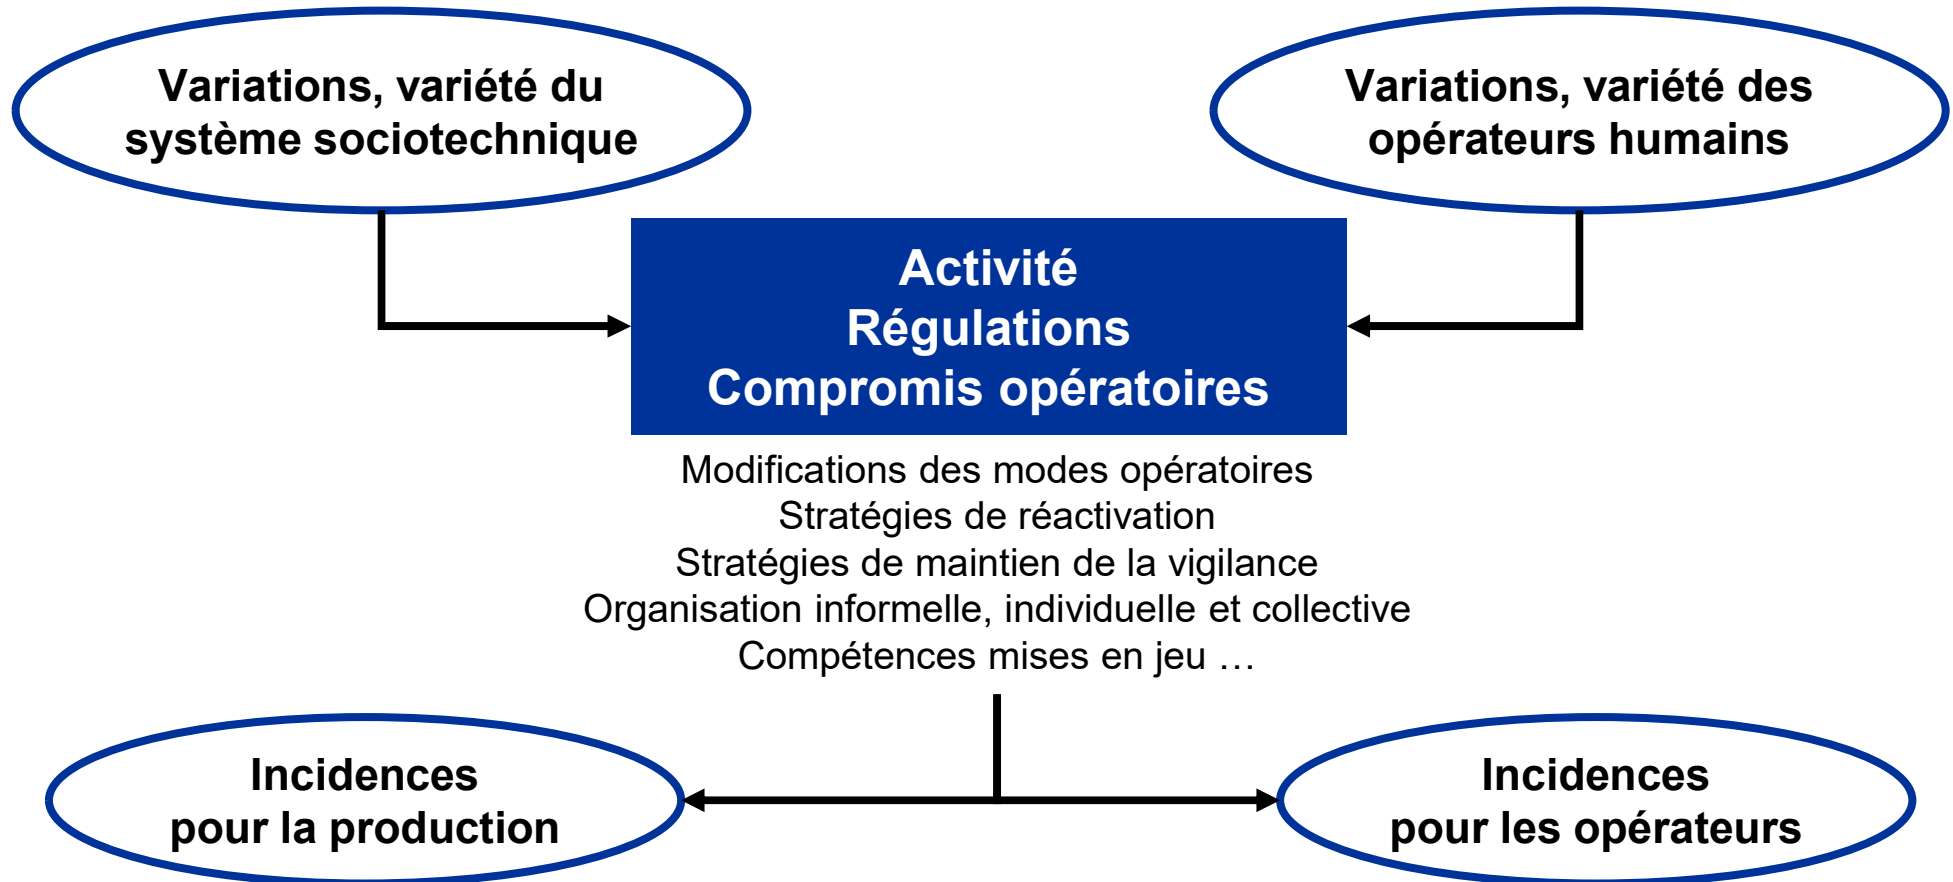 Variations, variété du
système sociotechnique
Variations, variété des
opérateurs humains
Activité
Régulations
Compromis opératoires
Modifications des modes opératoires
Stratégies de réactivation
Stratégies de maintien de la vigilance
Organisation informelle, individuelle et collective
Compétences mises en jeu …
Incidences
pour la production
Incidences
pour les opérateurs